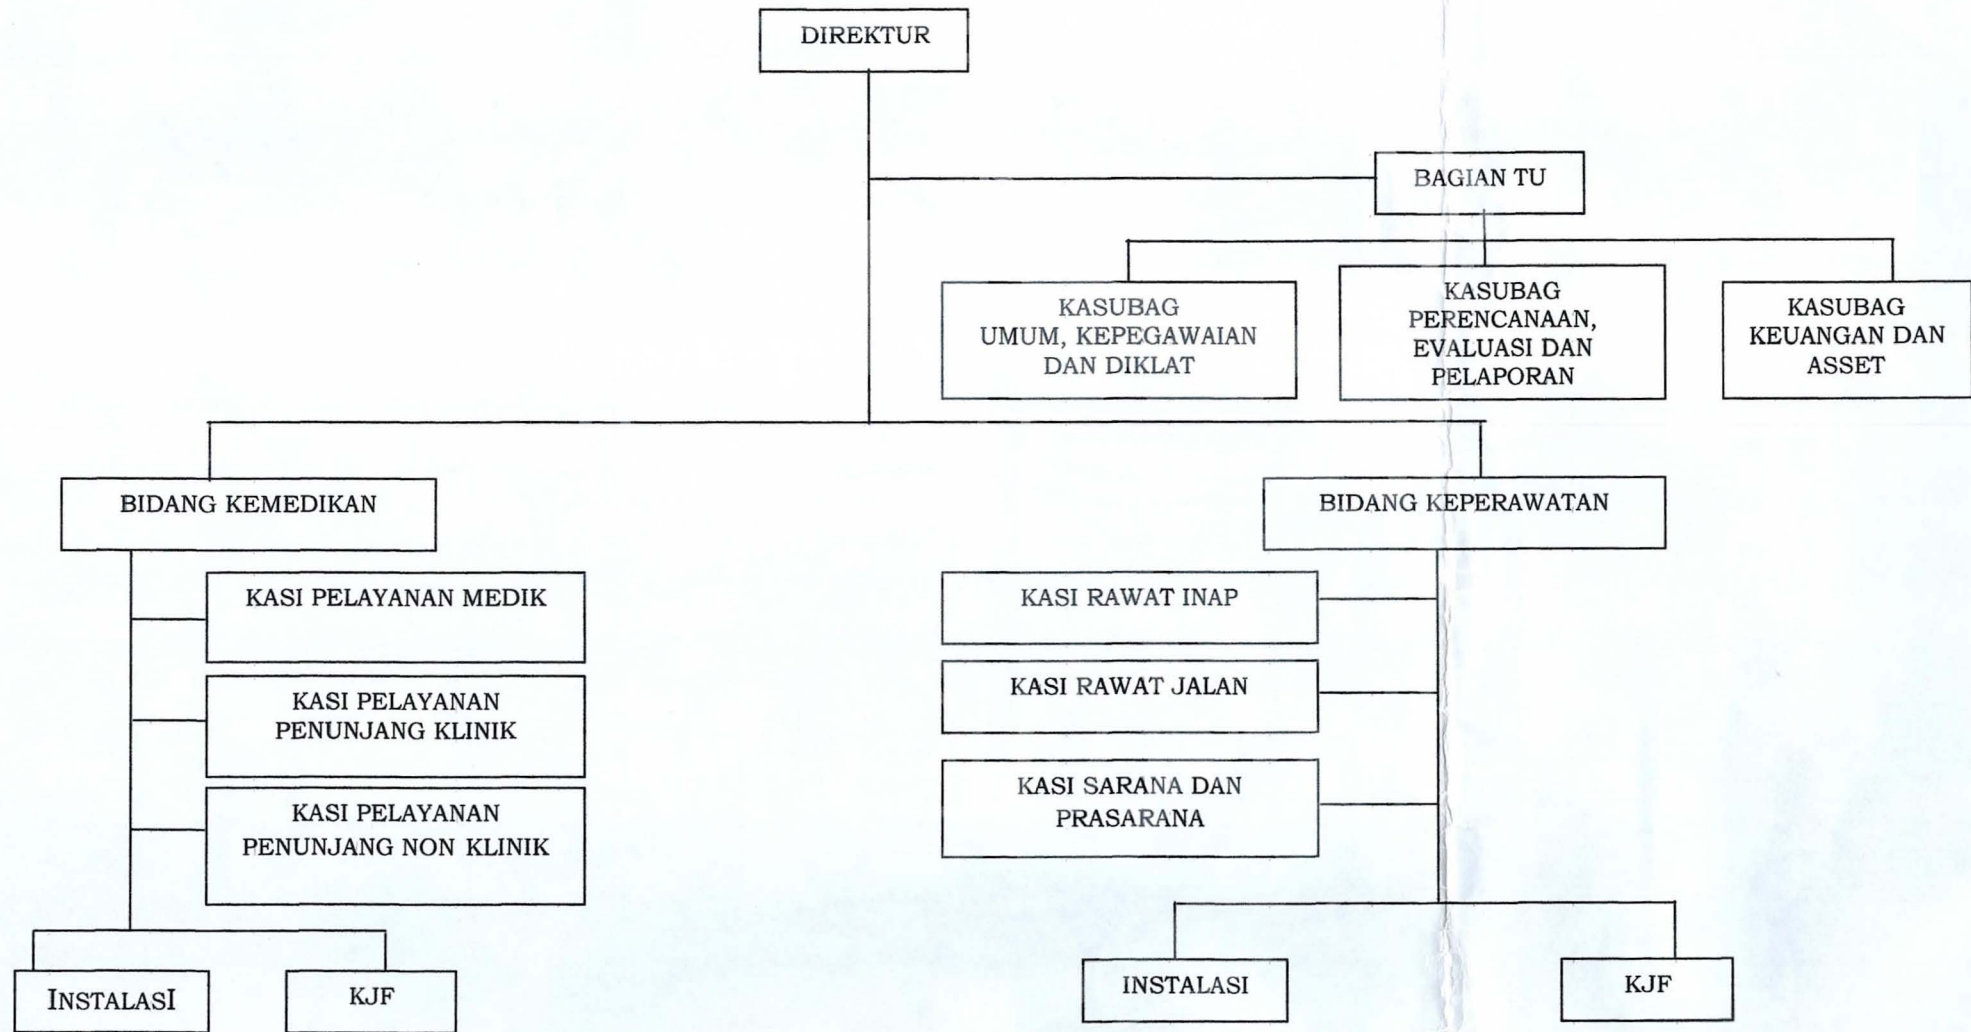 DIREKTUR
BAGIAN TU
KASUBAG
UMUM, KEPEGAWAIAN
DAN DIKLAT
KASUBAG
PERENCANAAN,
EVALUASI DAN
PELAPORAN
KASUBAG
KEUANGAN DAN
ASSET
BIDANG KEMEDIKAN
BIDANG KEPERAWATAN
KASI PELAYANAN MEDIK
KASI PELAYANAN
PENUNJANG KLINIK
KASI PELAYANAN
PENUNJANG NON KLINIK
KASI RAWAT INAP
KASI RAWAT JALAN
KASI SARANA DAN
PRASARANA
INSTALASI
KJF
INSTALASI
KJF